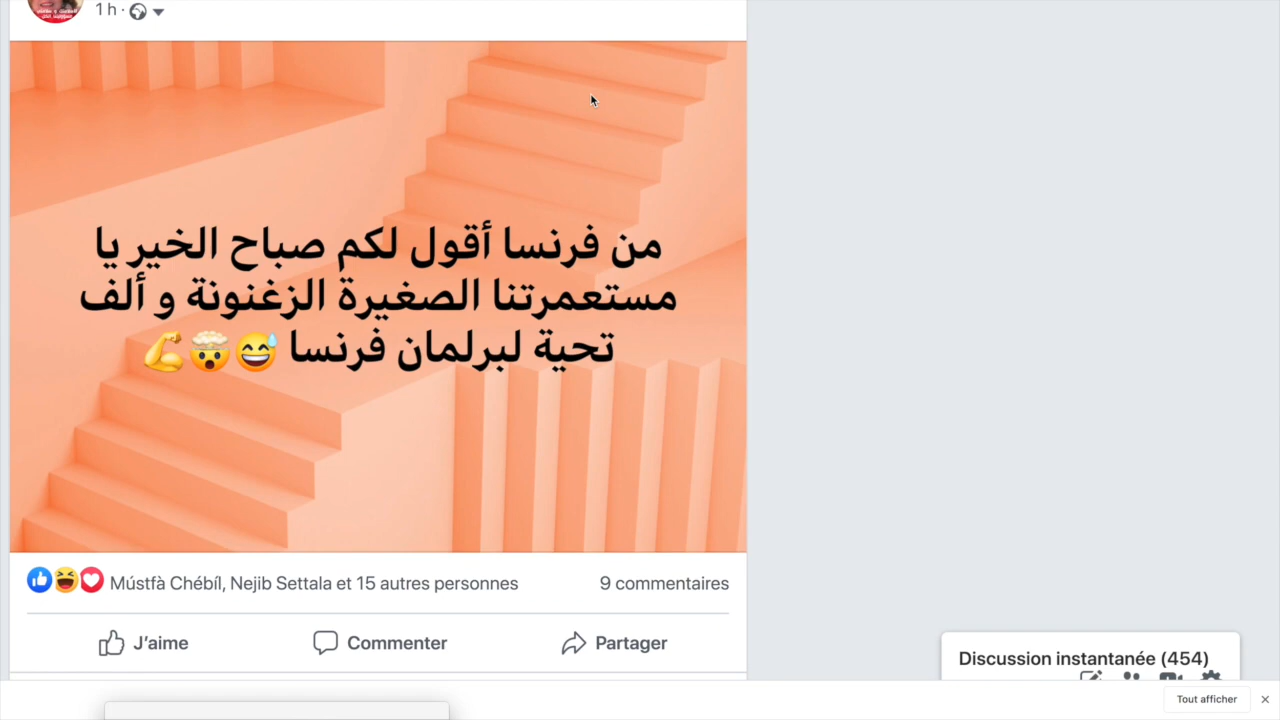 1 h ·
من فرنسا أقول لكم صباح الخير يا
مستعمرتنا الصغيرة الزغنونة و ألف
تحية لبرلمان فرنسا 😅🤯💪
Mústfà Chébíl, Nejib Settala et 15 autres personnes
9 commentaires
J’aime
Commenter
Partager
Discussion instantanée (454)
Tout afficher